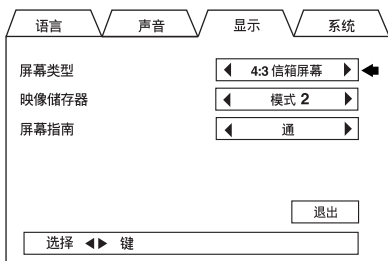 语言 声音 显示 系统
屏幕类型 ◀ 4:3 信箱屏幕 ▶
映像储存器 ◀ 模式 2 ▶
屏幕指南 ◀ 通 ▶
退出
选择 ◀▶ 键